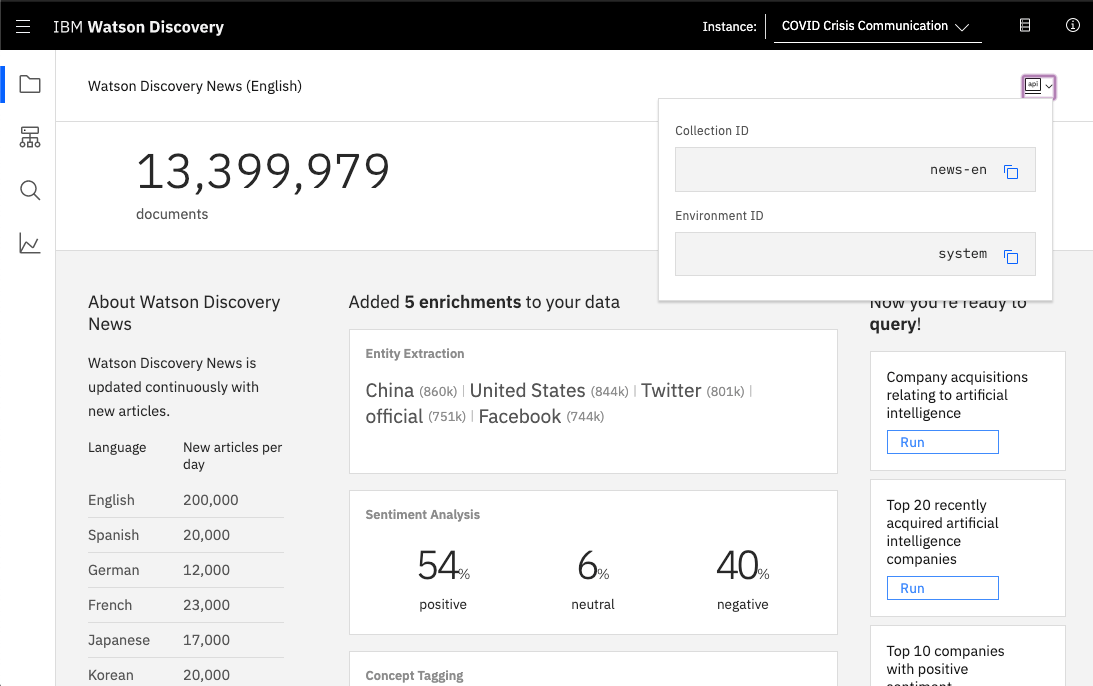 IBM Watson Discovery
Instance:
COVID Crisis Communication
Watson Discovery News (English)
api
Collection ID
news-en
Environment ID
system
13,399,979
documents
About Watson Discovery
News
Watson Discovery News is
updated continuously with
new articles.
Language New articles per
day
English 200,000
Spanish 20,000
German 12,000
French 23,000
Japanese 17,000
Korean 20,000
Added 5 enrichments to your data
Entity Extraction
China (860k) | United States (844k) | Twitter (801k) |
official (751k) | Facebook (744k)
Sentiment Analysis
54% 6% 40%
positive neutral negative
Concept Tagging
Now you're ready to
query!
Company acquisitions
relating to artificial
intelligence
Run
Top 20 recently
acquired artificial
intelligence
companies
Run
Top 10 companies
with positive
sentiment